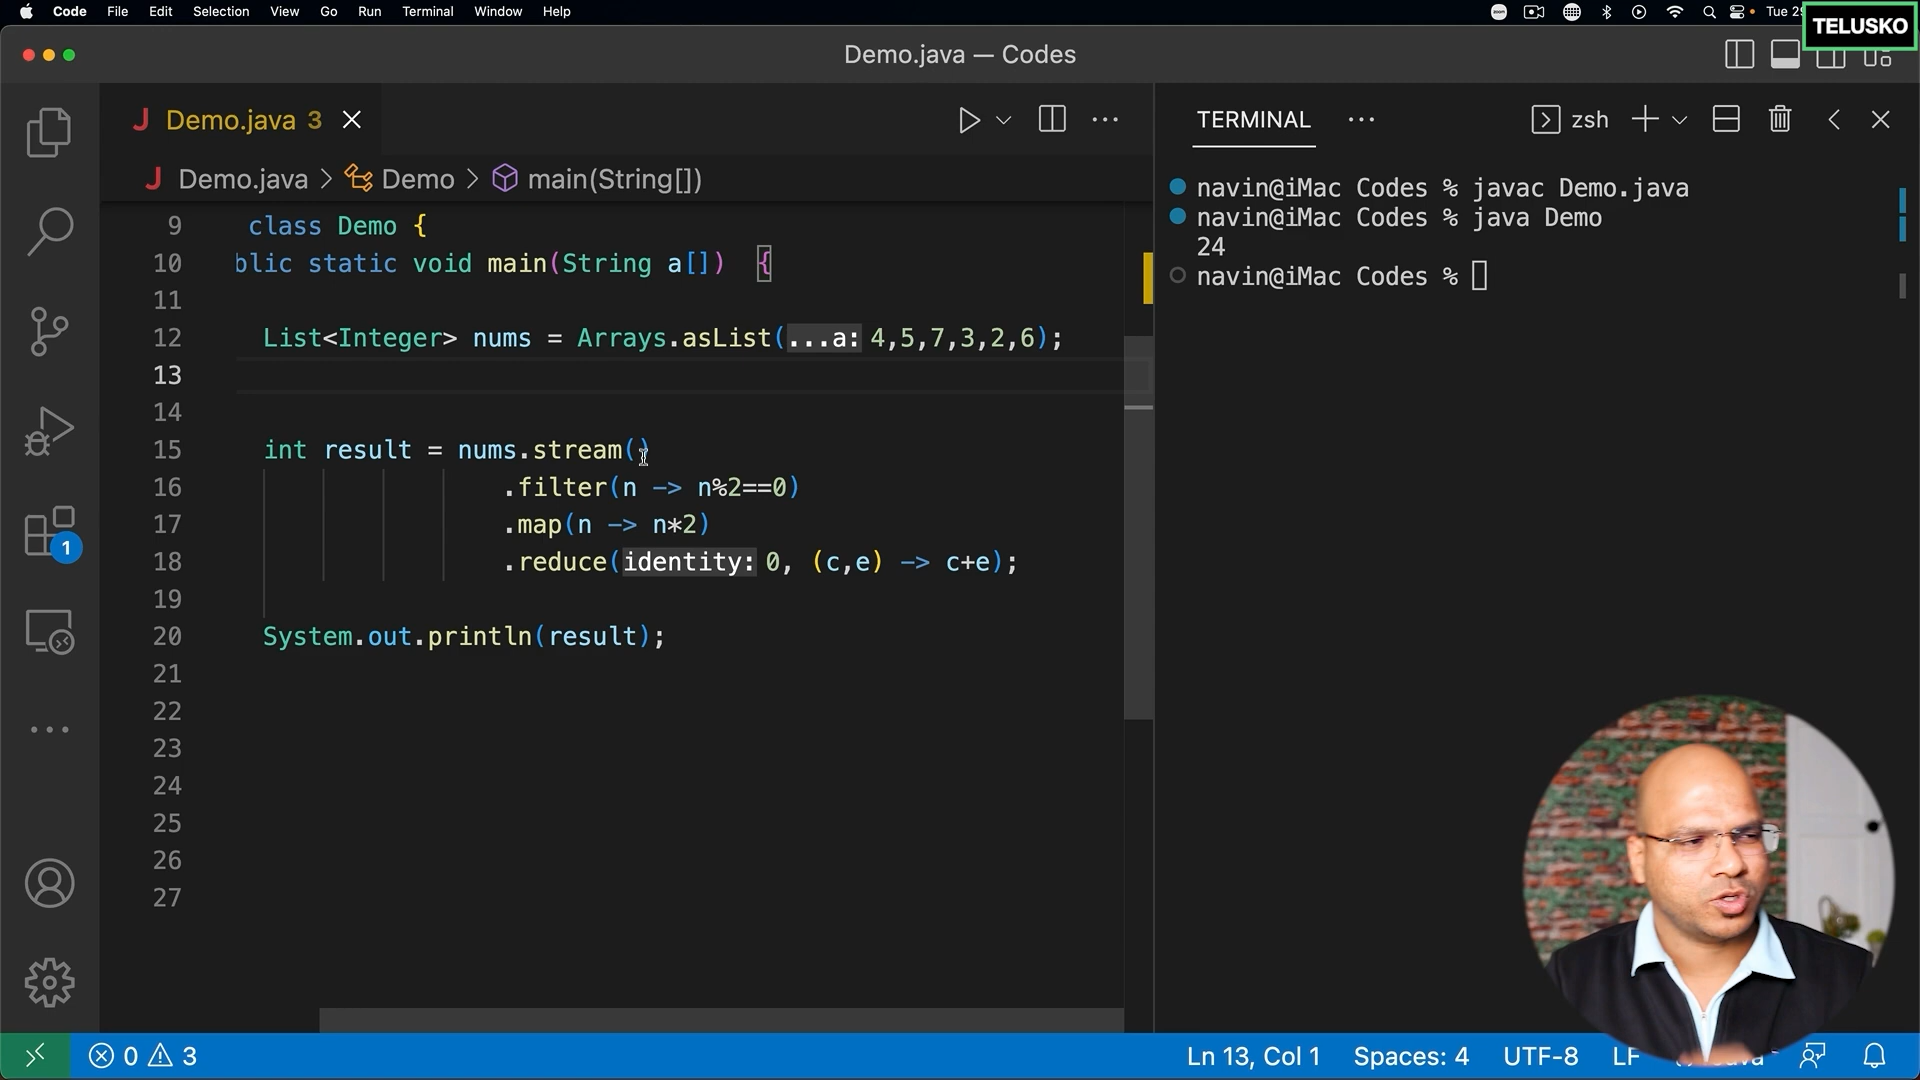 Code File Edit Selection View Go Run Terminal Window Help
zoom
Tue 2
TELUSKO
Demo.java — Codes
Demo.java 3
Demo.java > Demo > main(String[])
9 class Demo {
10 blic static void main(String a[]) {
11
12 List<Integer> nums = Arrays.asList(...a: 4,5,7,3,2,6);
13
14
15 int result = nums.stream()
16 .filter(n -> n%2==0)
17 .map(n -> n*2)
18 .reduce(identity: 0, (c,e) -> c+e);
19
20 System.out.println(result);
21
22
23
24
25
26
27
1
TERMINAL
zsh
navin@iMac Codes % javac Demo.java
navin@iMac Codes % java Demo
24
navin@iMac Codes %
0 3
Ln 13, Col 1 Spaces: 4 UTF-8 LF